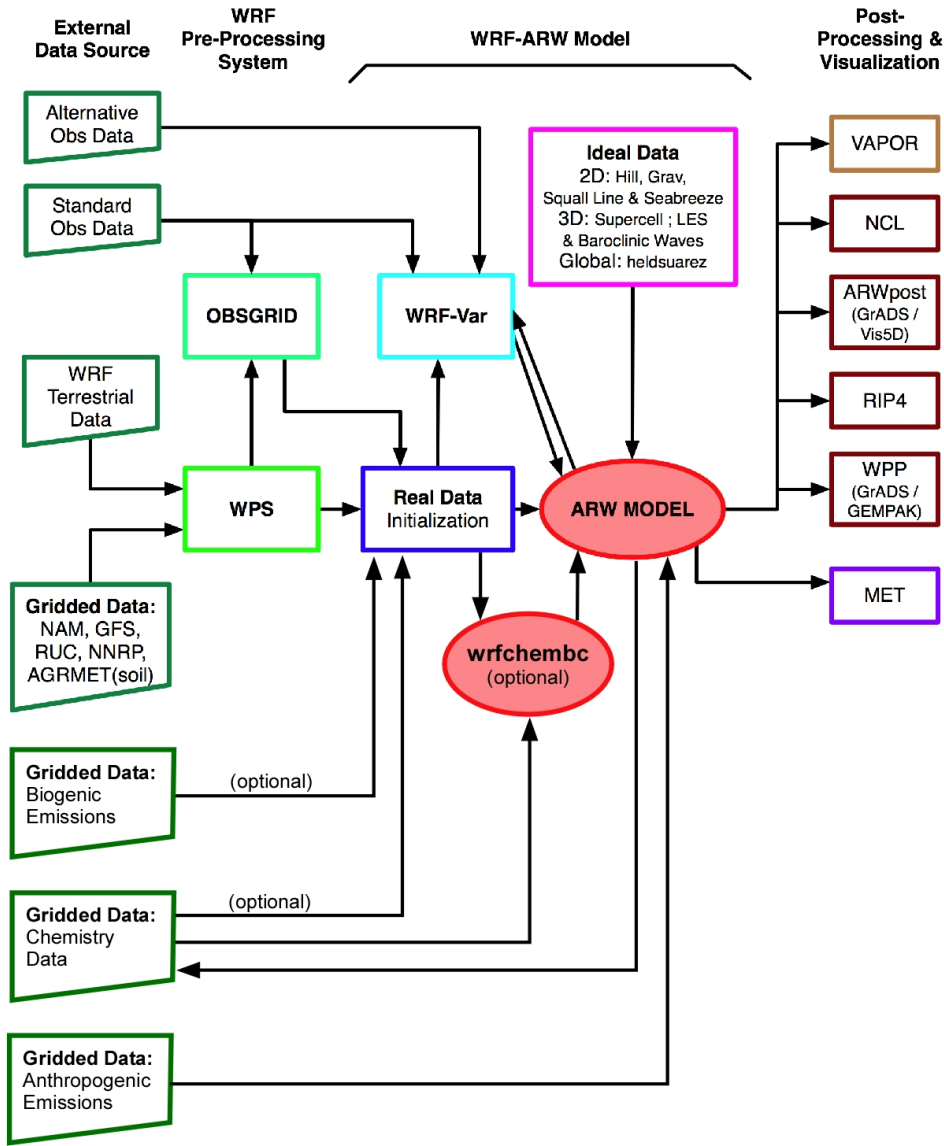 External
Data Source
WRF
Pre-Processing
System
WRF-ARW Model
Post-
Processing &
Visualization
Alternative
Obs Data
Standard
Obs Data
WRF
Terrestrial
Data
Gridded Data:
NAM, GFS,
RUC, NNRP,
AGRMET(soil)
Gridded Data:
Biogenic
Emissions
(optional)
Gridded Data:
Chemistry
Data
(optional)
Gridded Data:
Anthropogenic
Emissions
OBSGRID
WPS
WRF-Var
Real Data
Initialization
wrfchembc
(optional)
Ideal Data
2D: Hill, Grav,
Squall Line & Seabreeze
3D: Supercell ; LES
& Baroclinic Waves
Global: heldsuarez
ARW MODEL
VAPOR
NCL
ARWpost
(GrADS /
Vis5D)
RIP4
WPP
(GrADS /
GEMPAK)
MET